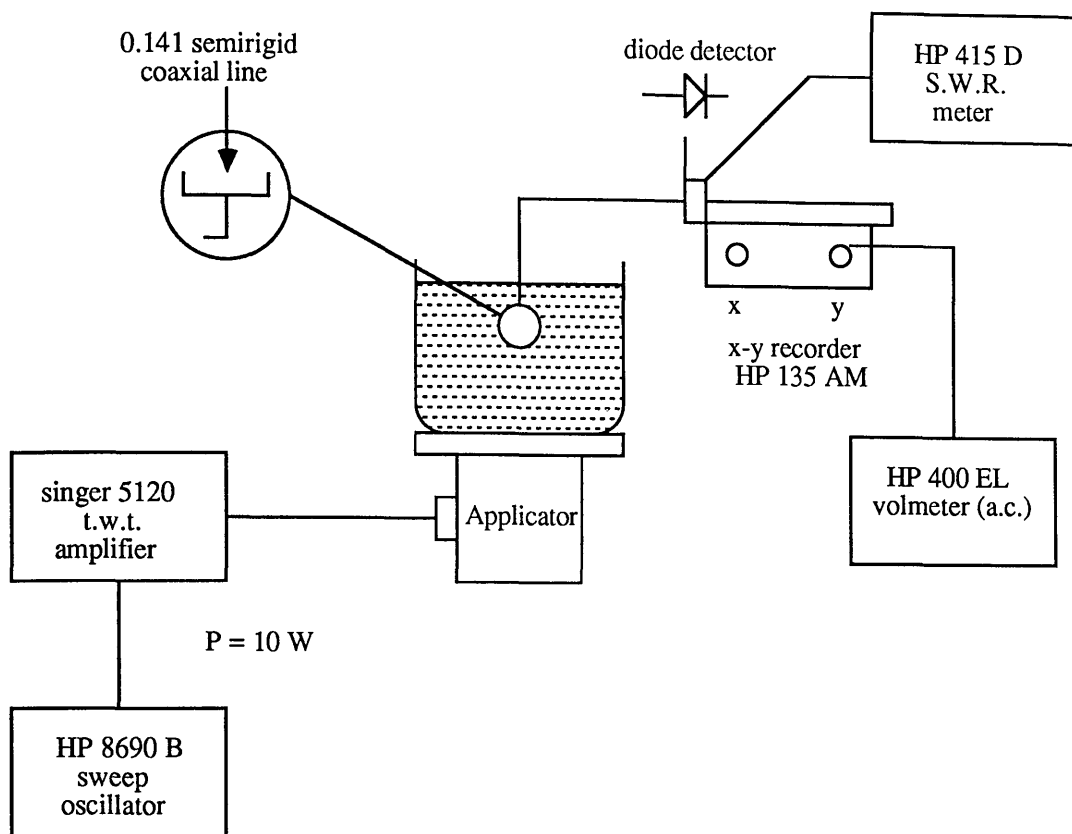 0.141 semirigid
coaxial line
diode detector
HP 415 D
S.W.R.
meter
x
y
x-y recorder
HP 135 AM
singer 5120
t.w.t.
amplifier
Applicator
HP 400 EL
volmeter (a.c.)
P = 10 W
HP 8690 B
sweep
oscillator